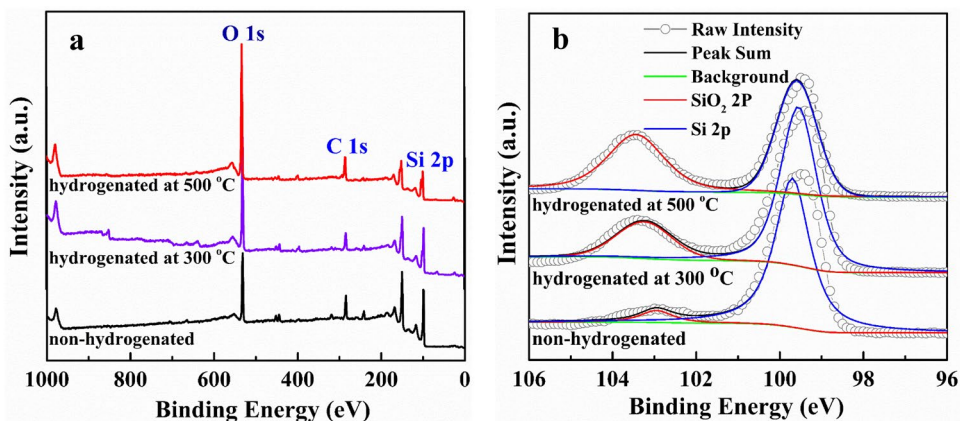 a
O 1s
C 1s
Si 2p
hydrogenated at 500 °C
hydrogenated at 300 °C
non-hydrogenated
Intensity (a.u.)
1000 800 600 400 200 0
Binding Energy (eV)
b
Raw Intensity
Peak Sum
Background
SiO₂ 2P
Si 2p
hydrogenated at 500 °C
hydrogenated at 300 °C
non-hydrogenated
Intensity (a.u.)
106 104 102 100 98 96
Binding Energy (eV)